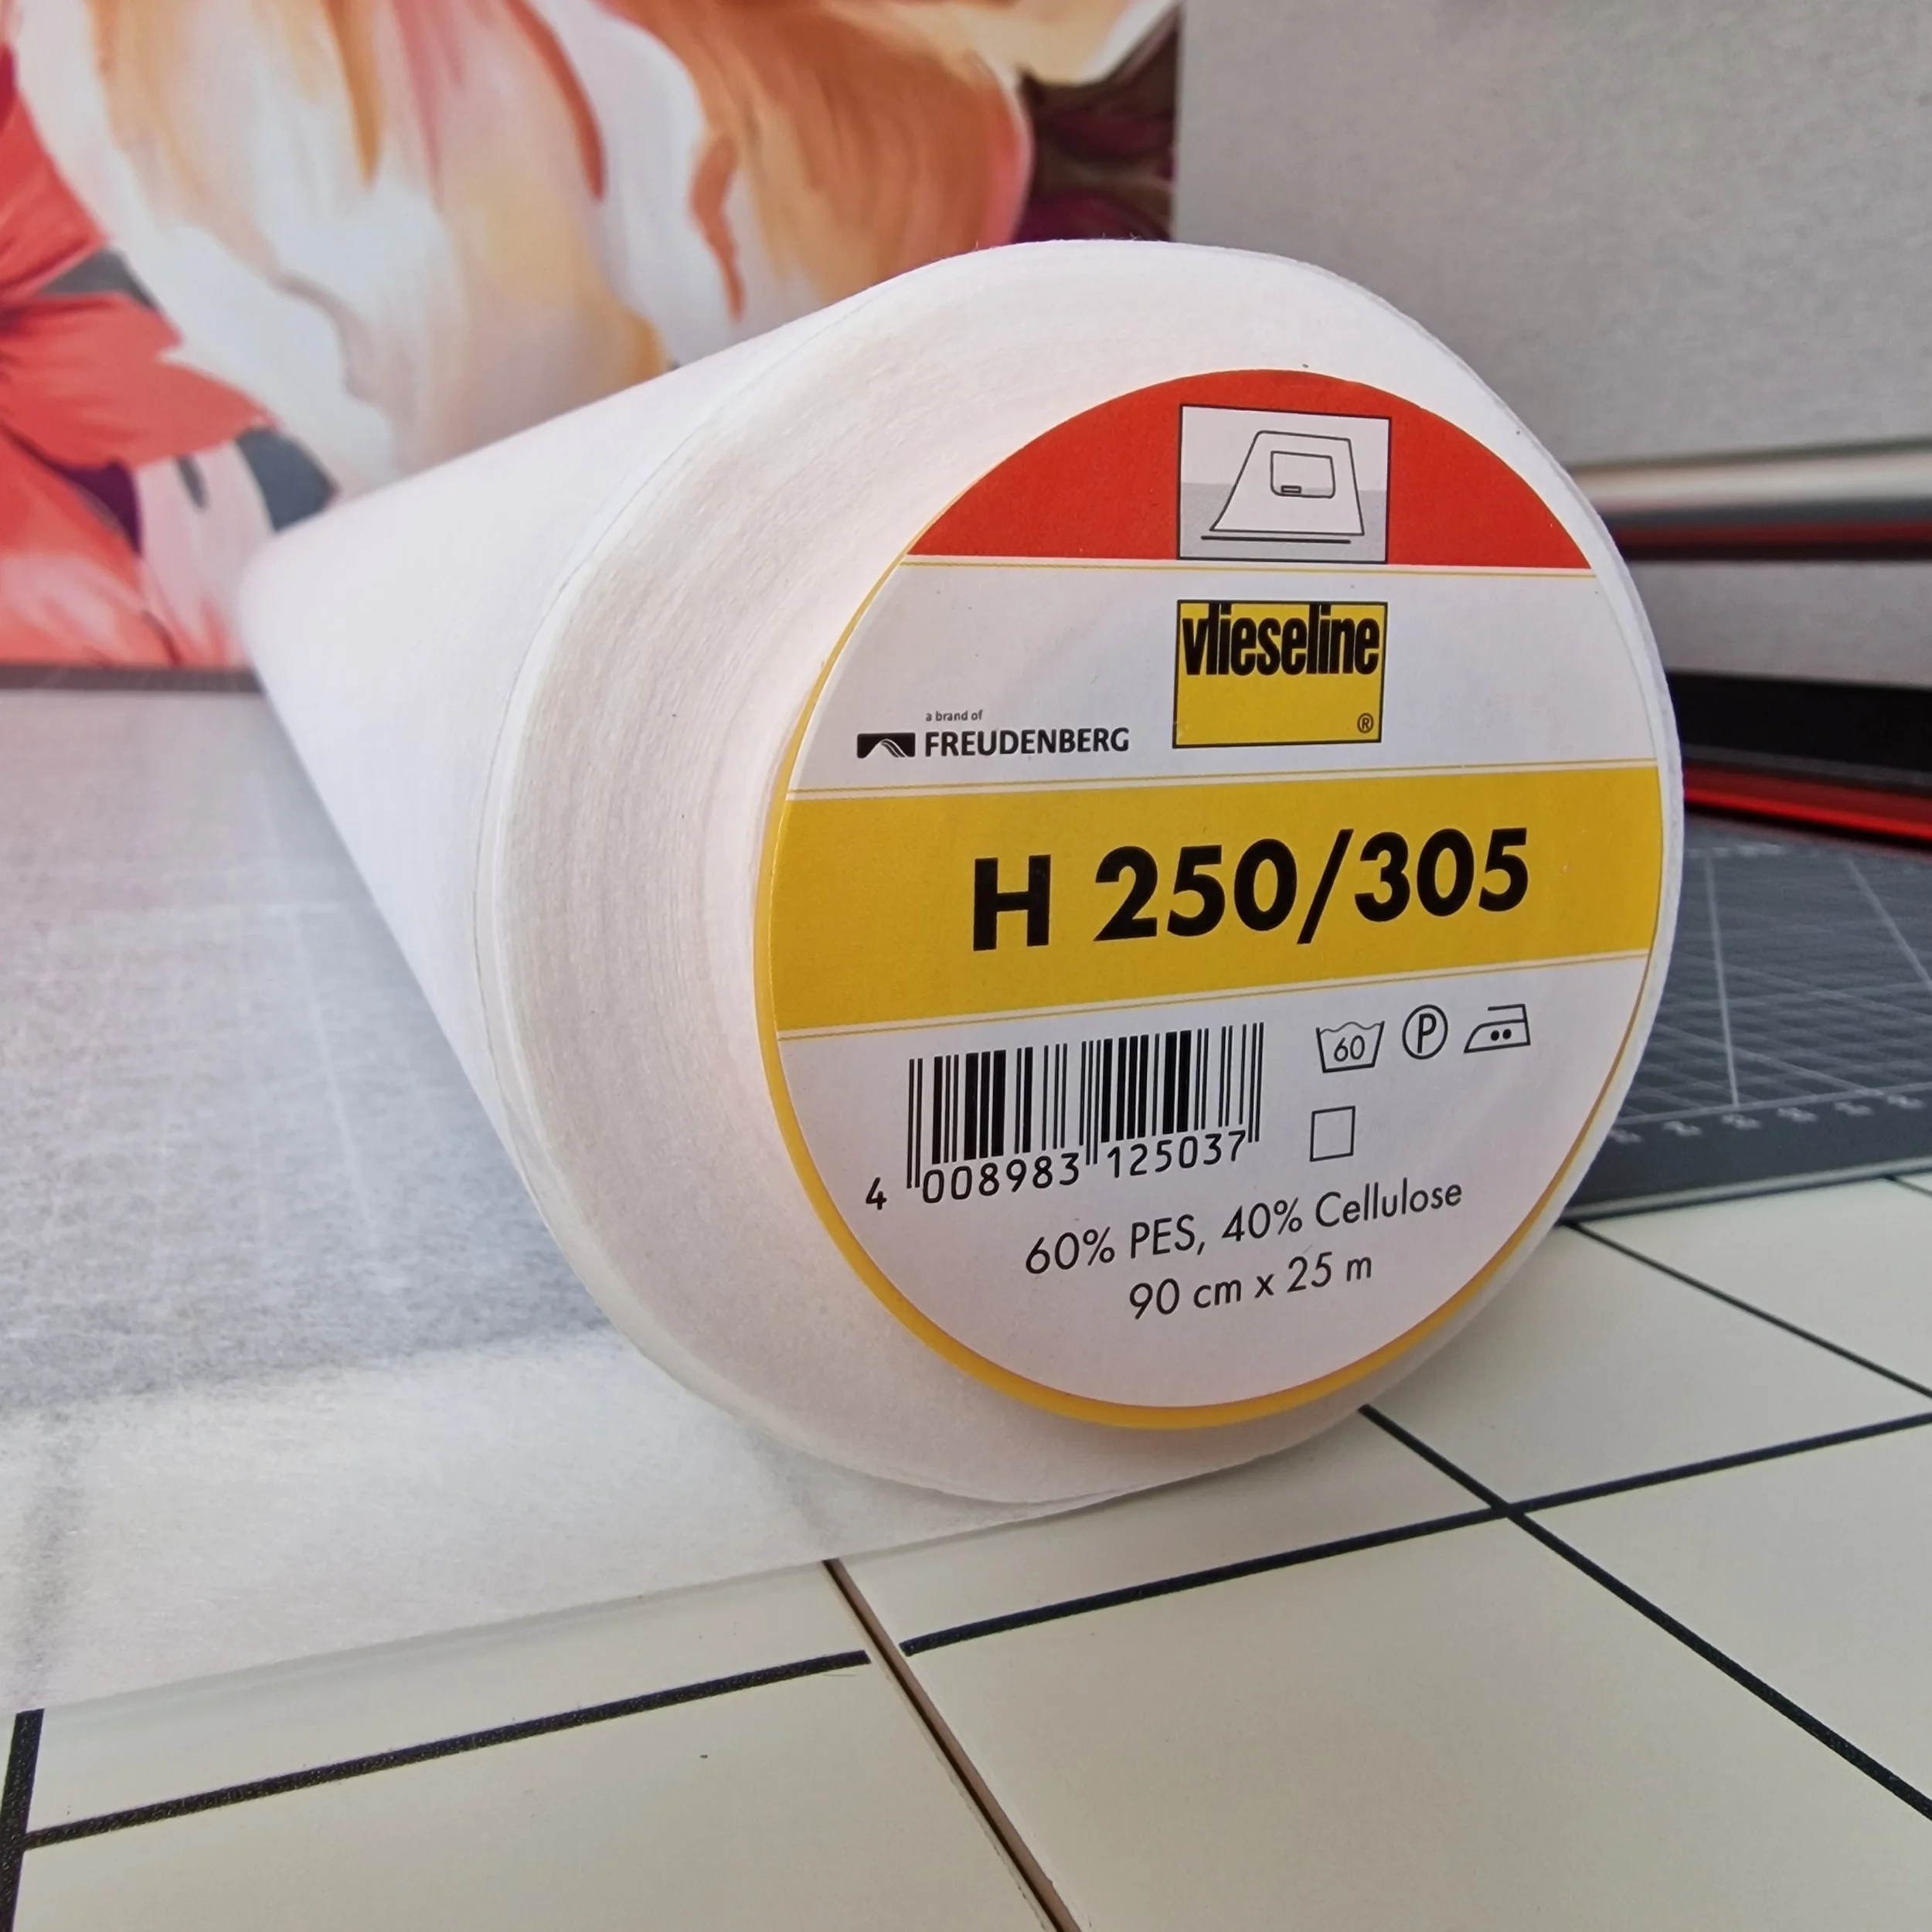 vlieseline
®
a brand of
FREUDENBERG
H 250/305
60 P
4 008983 125037
60% PES, 40% Cellulose
90 cm x 25 m